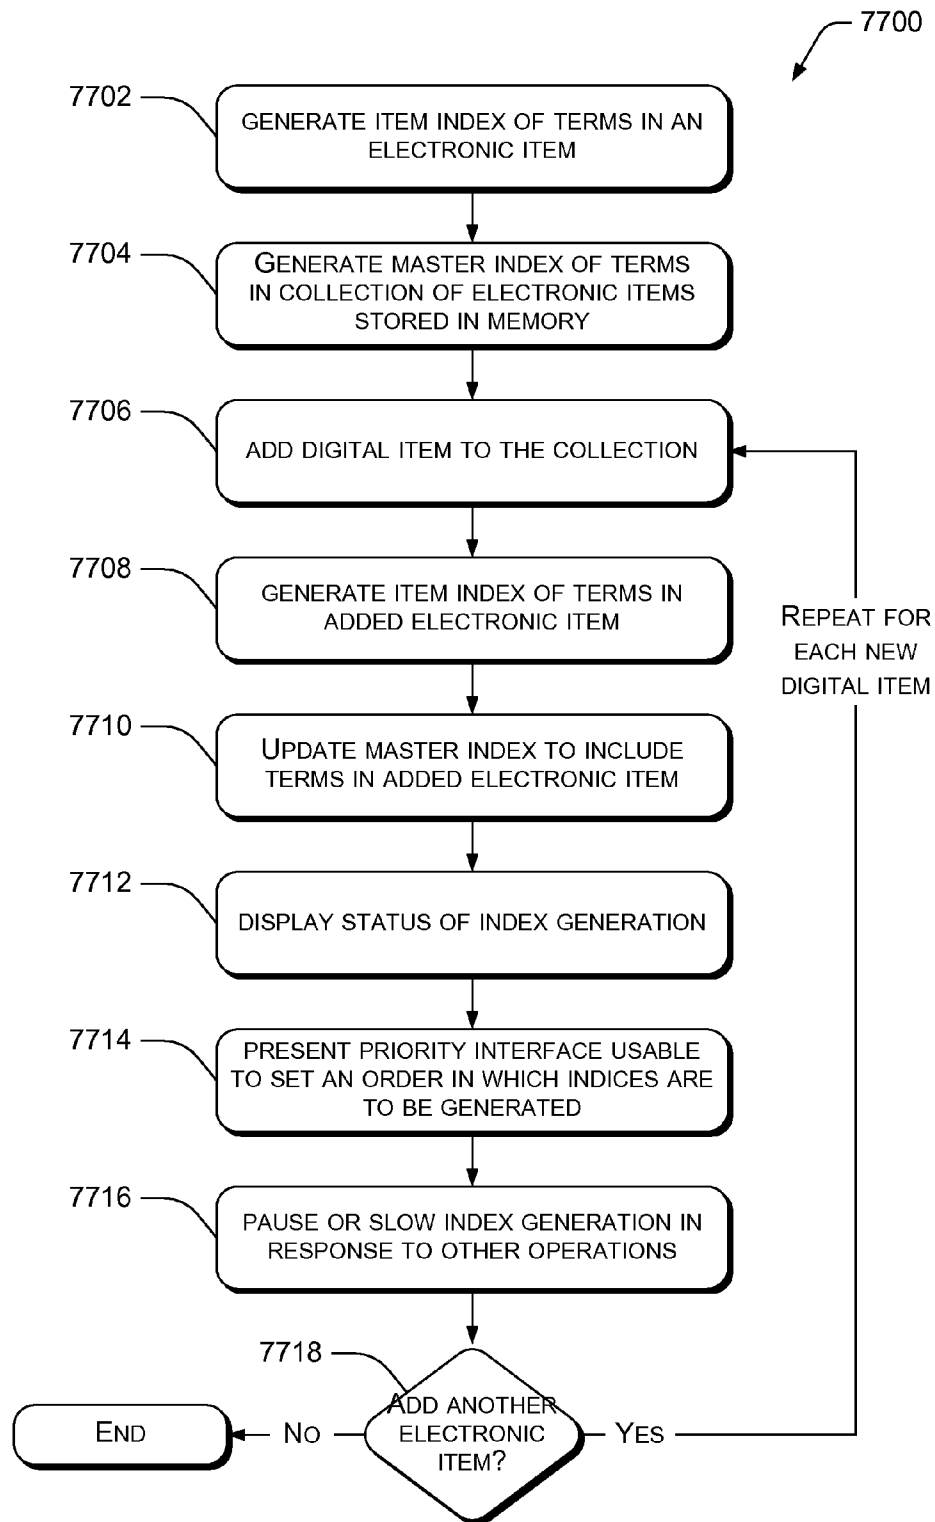 7700
7702
GENERATE ITEM INDEX OF TERMS IN AN
ELECTRONIC ITEM
7704
GENERATE MASTER INDEX OF TERMS
IN COLLECTION OF ELECTRONIC ITEMS
STORED IN MEMORY
7706
ADD DIGITAL ITEM TO THE COLLECTION
7708
GENERATE ITEM INDEX OF TERMS IN
ADDED ELECTRONIC ITEM
REPEAT FOR
EACH NEW
DIGITAL ITEM
7710
UPDATE MASTER INDEX TO INCLUDE
TERMS IN ADDED ELECTRONIC ITEM
7712
DISPLAY STATUS OF INDEX GENERATION
7714
PRESENT PRIORITY INTERFACE USABLE
TO SET AN ORDER IN WHICH INDICES ARE
TO BE GENERATED
7716
PAUSE OR SLOW INDEX GENERATION IN
RESPONSE TO OTHER OPERATIONS
7718
ADD ANOTHER
ELECTRONIC
ITEM?
END
NO
YES